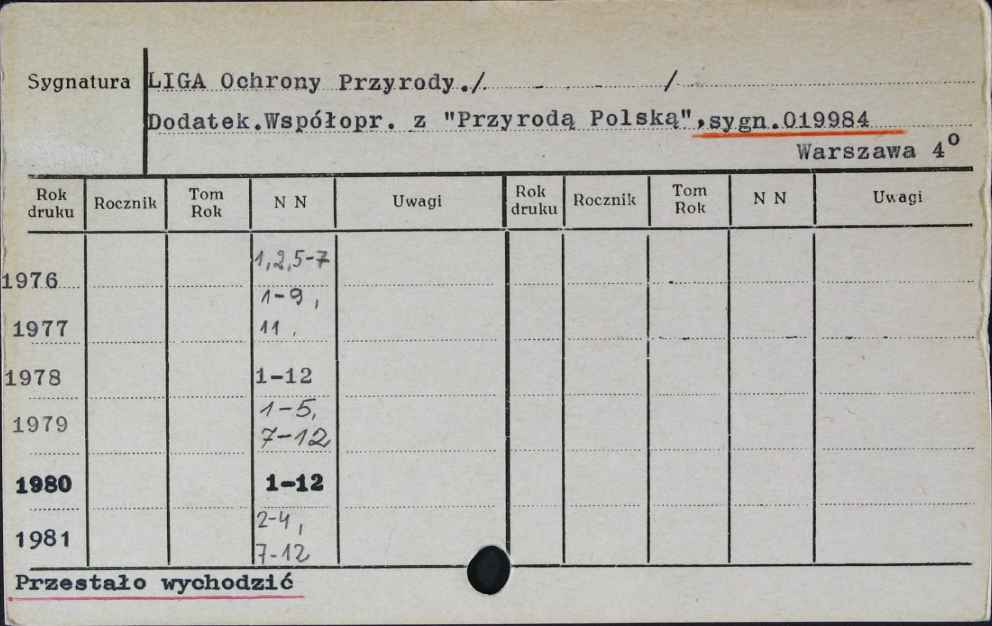 Sygnatura LIGA Ochrony Przyrody./ - - /
Dodatek.Współopr. z "Przyrodą Polską",sygn.019984
Warszawa 4°
Rok druku Rocznik Tom Rok N N Uwagi Rok druku Rocznik Tom Rok N N Uwagi
1976 1,2,5-7
1977 1-9, 11.
1978 1-12
1979 1-5, 7-12
1980 1-12
1981 2-4, 7-12
Przestało wychodzić